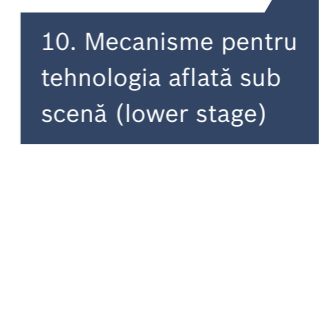 10. Mecanisme pentru
tehnologia aflată sub
scenă (lower stage)